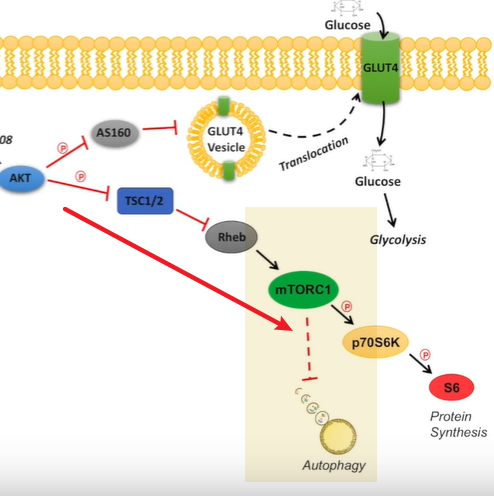 Glucose
GLUT4
08
AS160
P
GLUT4
Vesicle
Translocation
AKT
P
Glucose
TSC1/2
Rheb
Glycolysis
mTORC1
P
p70S6K
P
S6
Protein
Synthesis
Autophagy